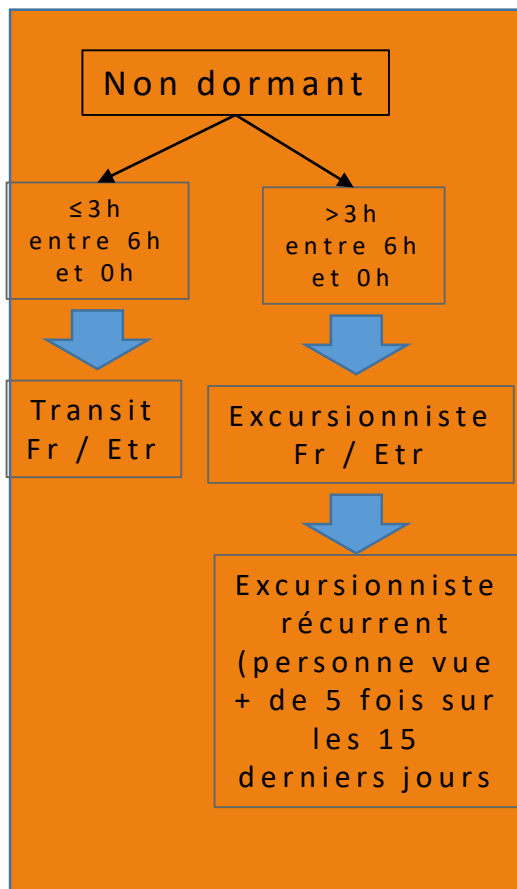 Non dormant
≤3h
entre 6h
et 0h
>3h
entre 6h
et 0h
Transit
Fr / Etr
Excursionniste
Fr / Etr
Excursionniste
récurrent
(personne vue
+ de 5 fois sur
les 15
derniers jours